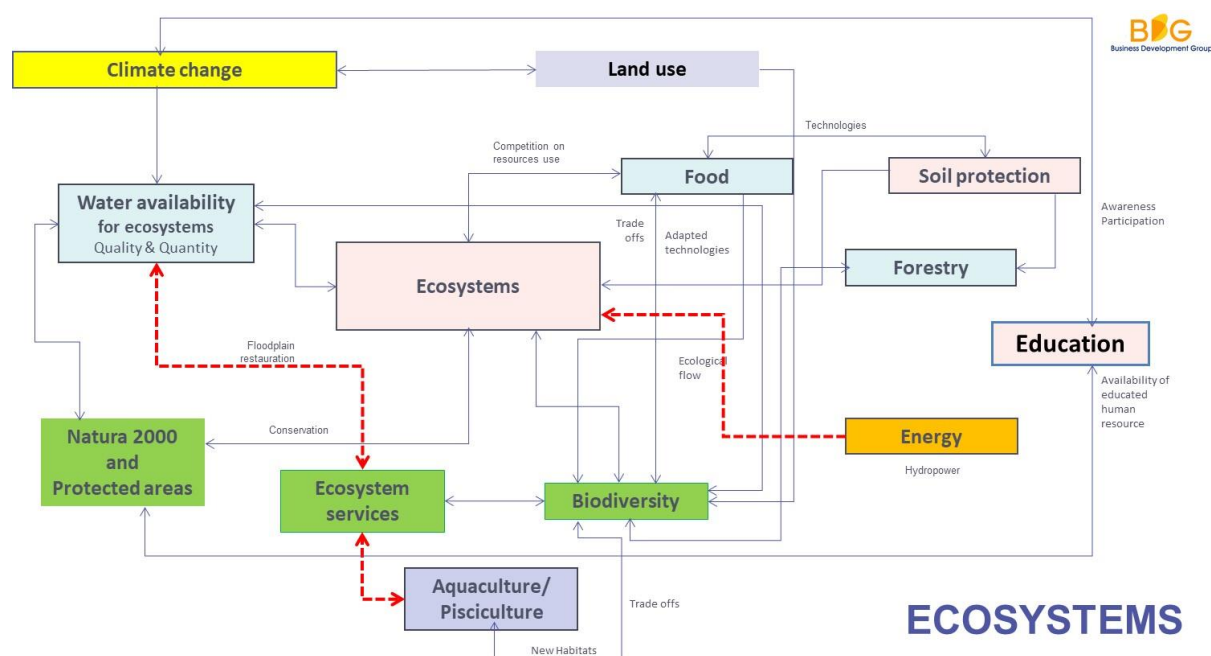 BDG
Business Development Group
Climate change
Land use
Technologies
Competition on
resources use
Food
Soil protection
Water availability
for ecosystems
Quality & Quantity
Trade
offs
Adapted
technologies
Awareness
Participation
Forestry
Ecosystems
Floodplain
restauration
Ecological
flow
Education
Availability of
educated
human
resource
Natura 2000
and
Protected areas
Conservation
Energy
Hydropower
Ecosystem
services
Biodiversity
Aquaculture/
Pisciculture
Trade offs
New Habitats
ECOSYSTEMS